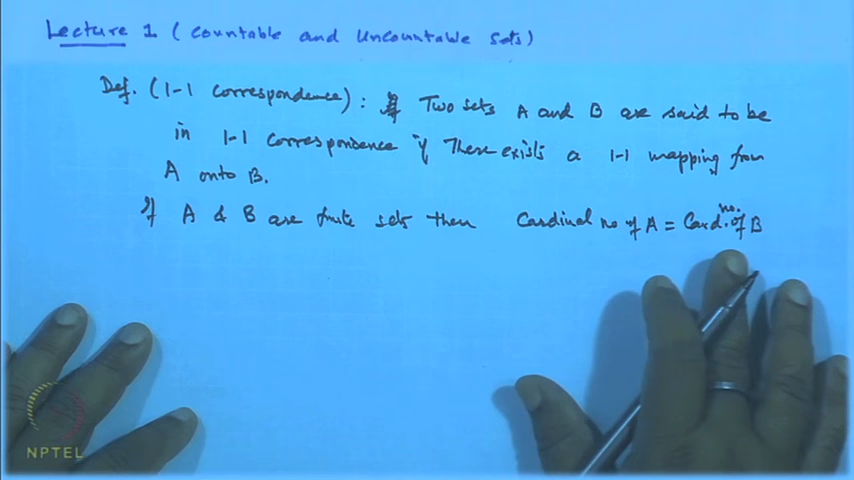 Lecture 1 (Countable and Uncountable Sets)
Def. (1-1 correspondence): Two sets A and B are said to be
in 1-1 correspondence if there exists a 1-1 mapping from
A onto B.
If A & B are finite sets then Cardinal no of A = Card. no. of B
NPTEL